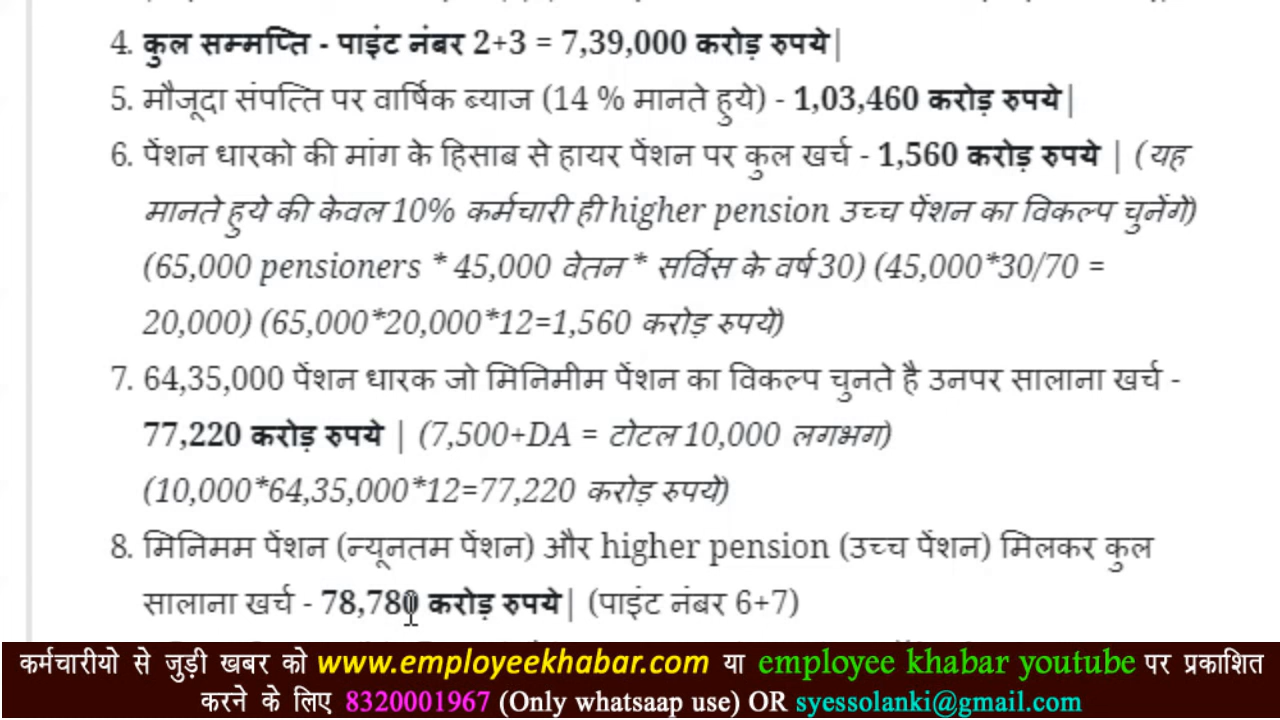 4. कुल सम्मप्ति - पाइंट नंबर 2+3 = 7,39,000 करोड़ रुपये|
5. मौजूदा संपत्ति पर वार्षिक ब्याज (14 % मानते हुये) - 1,03,460 करोड़ रुपये|
6. पेंशन धारको की मांग के हिसाब से हायर पेंशन पर कुल खर्च - 1,560 करोड़ रुपये | (यह
मानते हुये की केवल 10% कर्मचारी ही higher pension उच्च पेंशन का विकल्प चुनेंगे)
(65,000 pensioners * 45,000 वेतन * सर्विस के वर्ष 30) (45,000*30/70 =
20,000) (65,000*20,000*12=1,560 करोड़ रुपये)
7. 64,35,000 पेंशन धारक जो मिनिमीम पेंशन का विकल्प चुनते है उनपर सालाना खर्च -
77,220 करोड़ रुपये | (7,500+DA = टोटल 10,000 लगभग)
(10,000*64,35,000*12=77,220 करोड़ रुपये)
8. मिनिमम पेंशन (न्यूनतम पेंशन) और higher pension (उच्च पेंशन) मिलकर कुल
सालाना खर्च - 78,780 करोड़ रुपये| (पाइंट नंबर 6+7)
कर्मचारीयो से जुड़ी खबर को www.employeekhabar.com या employee khabar youtube पर प्रकाशित
करने के लिए 8320001967 (Only whatsaap use) OR syessolanki@gmail.com